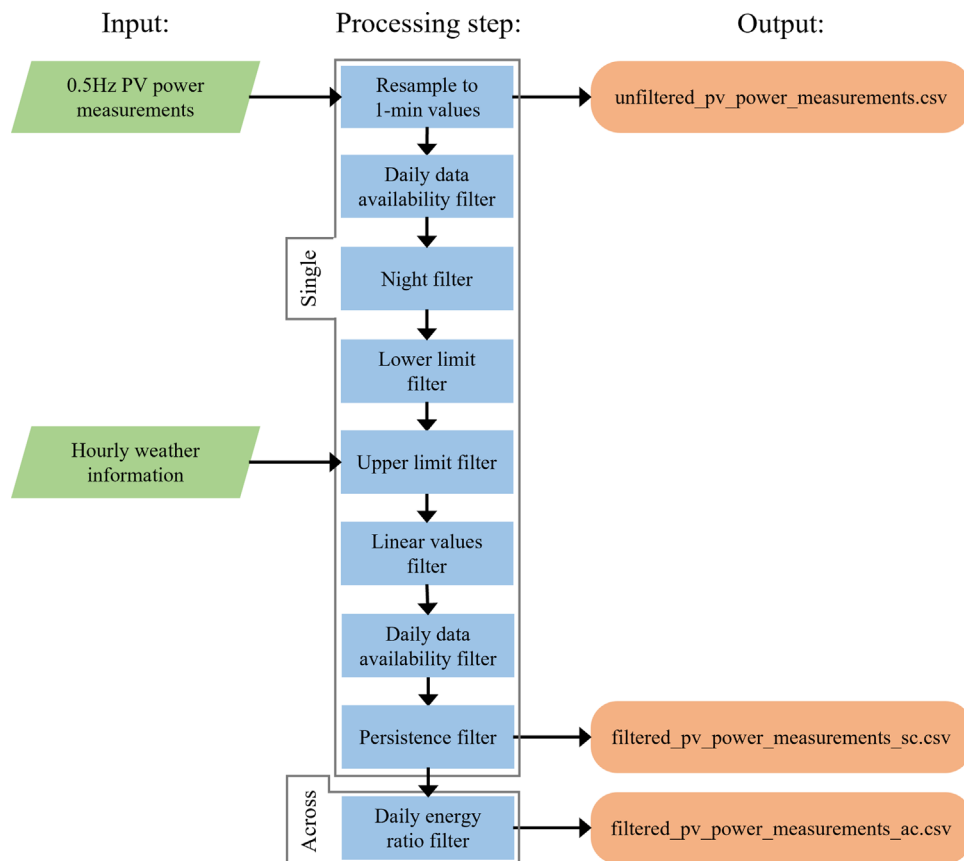 Input:
Processing step:
Output:
0.5Hz PV power
measurements
Resample to
1-min values
unfiltered_pv_power_measurements.csv
Daily data
availability filter
Single
Night filter
Lower limit
filter
Hourly weather
information
Upper limit filter
Linear values
filter
Daily data
availability filter
Persistence filter
filtered_pv_power_measurements_sc.csv
Across
Daily energy
ratio filter
filtered_pv_power_measurements_ac.csv